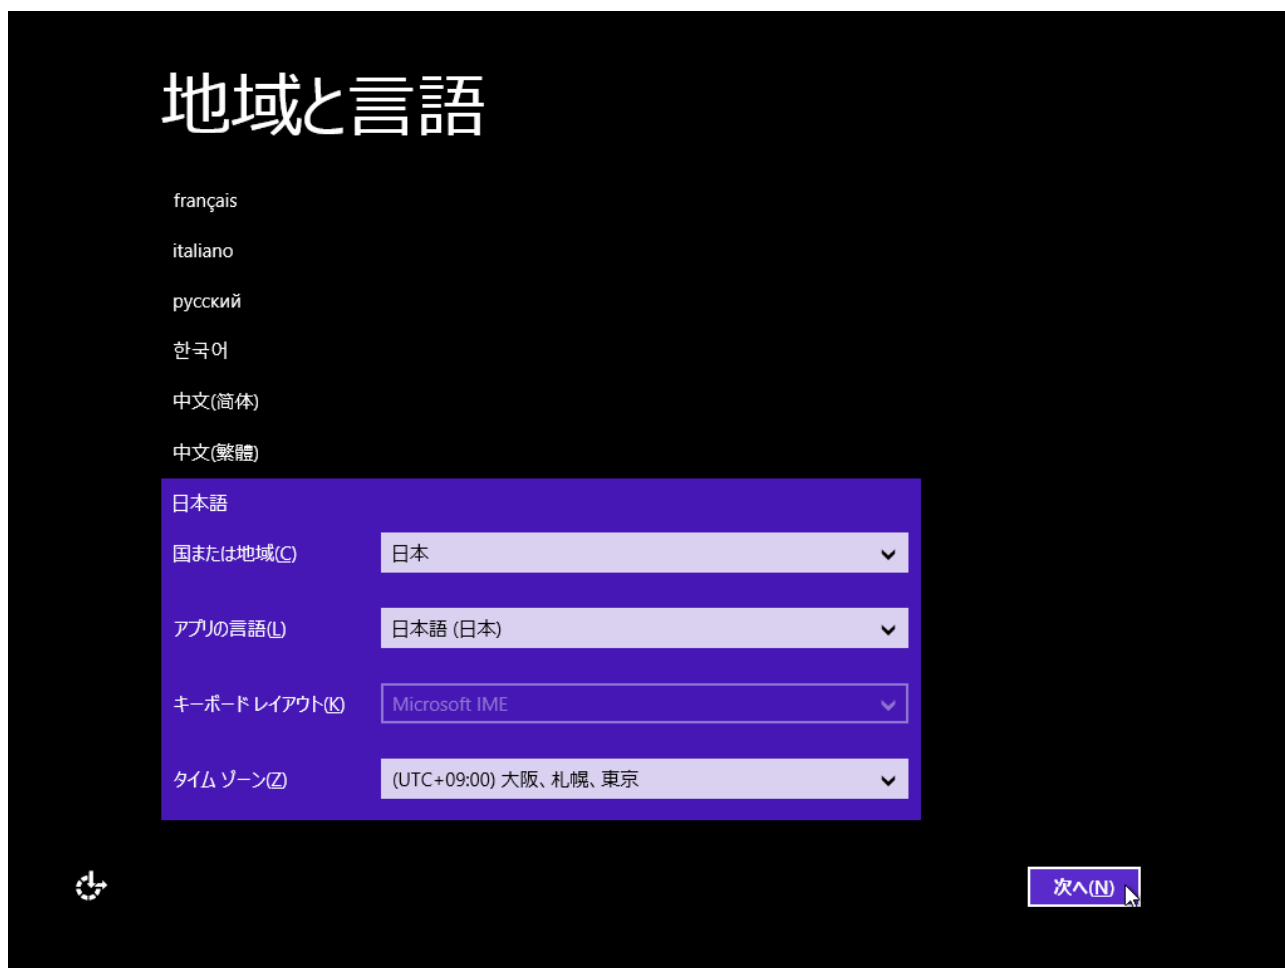 地域と言語
français
italiano
русский
한국어
中文(简体)
中文(繁體)
日本語
国または地域(C) 日本
アプリの言語(L) 日本語 (日本)
キーボード レイアウト(K) Microsoft IME
タイム ゾーン(Z) (UTC+09:00) 大阪、札幌、東京
次へ(N)